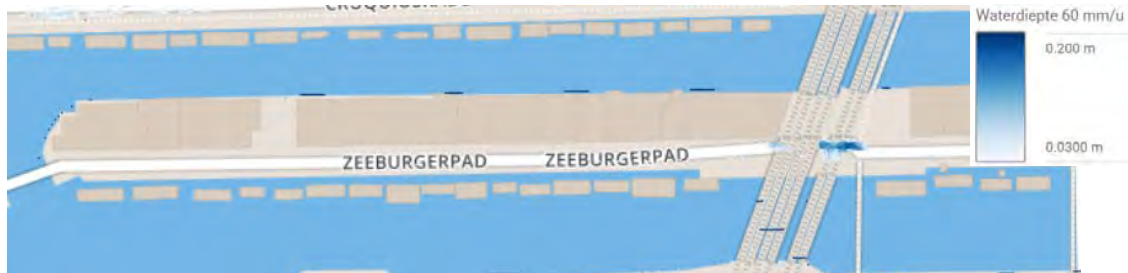 Waterdiepte 60 mm/u
0.200 m
0.0300 m
ZEEBURGERPAD
ZEEBURGERPAD